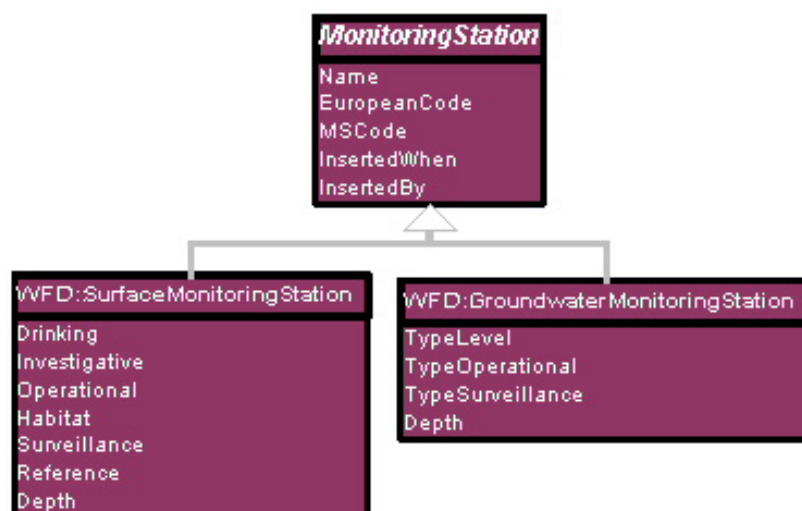 MonitoringStation
Name
EuropeanCode
MSCode
InsertedWhen
InsertedBy
WFD:SurfaceMonitoringStation
Drinking
Investigative
Operational
Habitat
Surveillance
Reference
Depth
WFD:GroundwaterMonitoringStation
TypeLevel
TypeOperational
TypeSurveillance
Depth